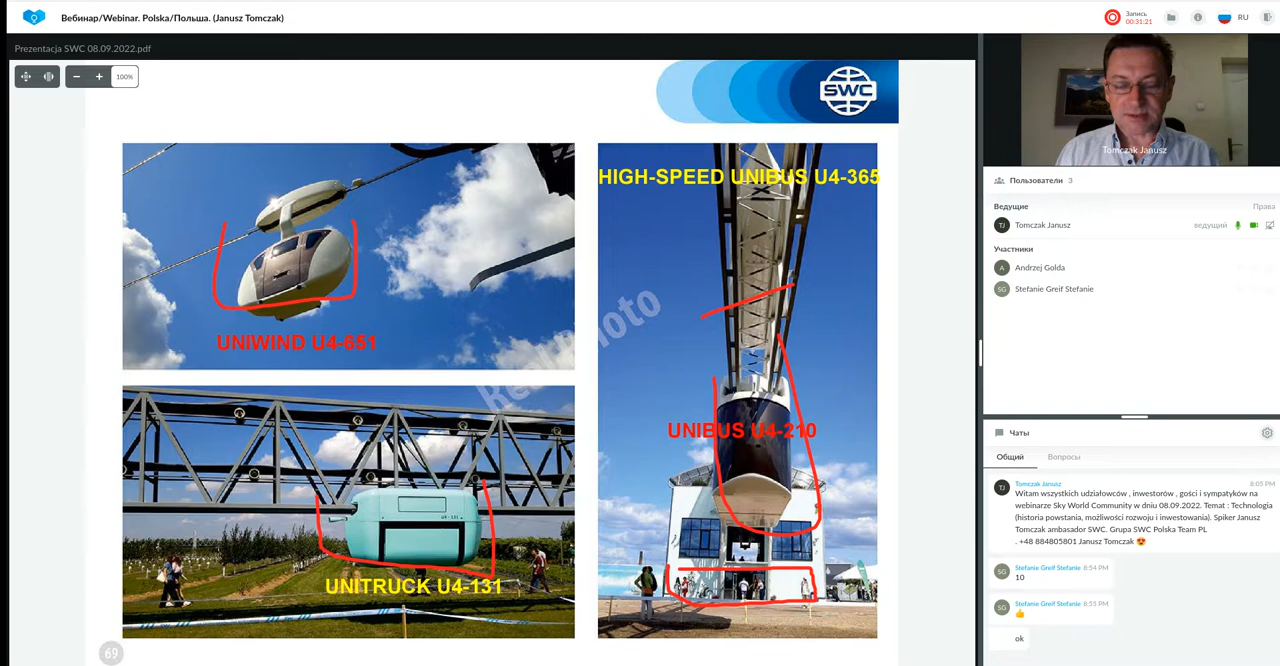 Вебинар/Webinar. Polska/Польша. (Janusz Tomczak)
Запись
00:31:21
RU
Prezentacja SWC 08.09.2022.pdf
100%
SWC
UNIWIND U4-651
HIGH-SPEED UNIBUS U4-365
UNIBUS U4-210
Real Photo
U4-131
UNITRUCK U4-131
69
Tomczak Janusz
Пользователи 3
Ведущие
Права
TJ
Tomczak Janusz
ведущий
Участники
A
Andrzej Golda
SG
Stefanie Greif Stefanie
Чаты
Общий
Вопросы
TJ
Tomczak Janusz 8:05 PM
Witam wszystkich udziałowców , inwestorów , gości i sympatyków na
webinarze Sky World Community w dniu 08.09.2022. Temat : Technologia
(historia powstania, możliwości rozwoju i inwestowania). Spiker Janusz
Tomczak ambasador SWC. Grupa SWC Polska Team PL
. +48 884805801 Janusz Tomczak 😍
SG
Stefanie Greif Stefanie 8:54 PM
10
SG
Stefanie Greif Stefanie 8:55 PM
👍
ok